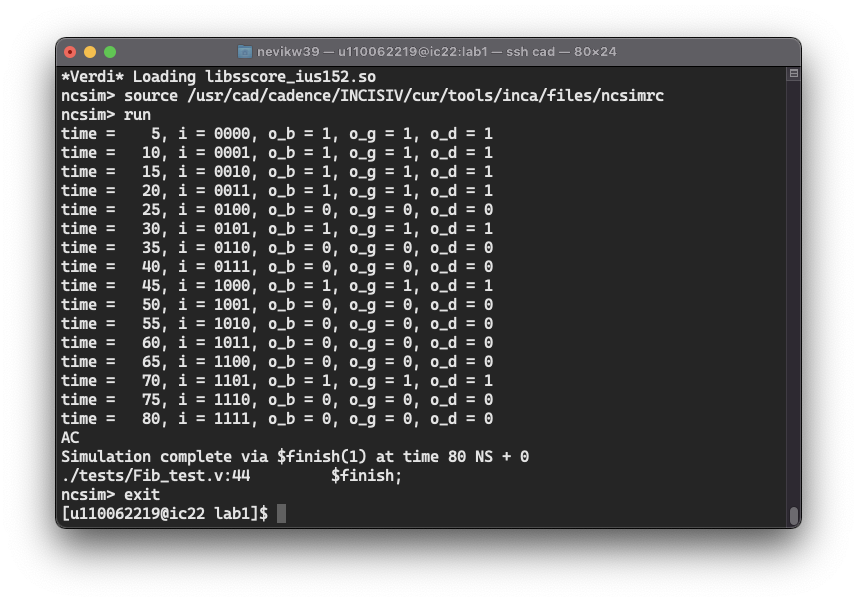 nevikw39 — u110062219@ic22:lab1 — ssh cad — 80×24
*Verdi* Loading libsscore_ius152.so
ncsim> source /usr/cad/cadence/INCISIV/cur/tools/inca/files/ncsimrc
ncsim> run
time =    5, i = 0000, o_b = 1, o_g = 1, o_d = 1
time =   10, i = 0001, o_b = 1, o_g = 1, o_d = 1
time =   15, i = 0010, o_b = 1, o_g = 1, o_d = 1
time =   20, i = 0011, o_b = 1, o_g = 1, o_d = 1
time =   25, i = 0100, o_b = 0, o_g = 0, o_d = 0
time =   30, i = 0101, o_b = 1, o_g = 1, o_d = 1
time =   35, i = 0110, o_b = 0, o_g = 0, o_d = 0
time =   40, i = 0111, o_b = 0, o_g = 0, o_d = 0
time =   45, i = 1000, o_b = 1, o_g = 1, o_d = 1
time =   50, i = 1001, o_b = 0, o_g = 0, o_d = 0
time =   55, i = 1010, o_b = 0, o_g = 0, o_d = 0
time =   60, i = 1011, o_b = 0, o_g = 0, o_d = 0
time =   65, i = 1100, o_b = 0, o_g = 0, o_d = 0
time =   70, i = 1101, o_b = 1, o_g = 1, o_d = 1
time =   75, i = 1110, o_b = 0, o_g = 0, o_d = 0
time =   80, i = 1111, o_b = 0, o_g = 0, o_d = 0
AC
Simulation complete via $finish(1) at time 80 NS + 0
./tests/Fib_test.v:44         $finish;
ncsim> exit
[u110062219@ic22 lab1]$